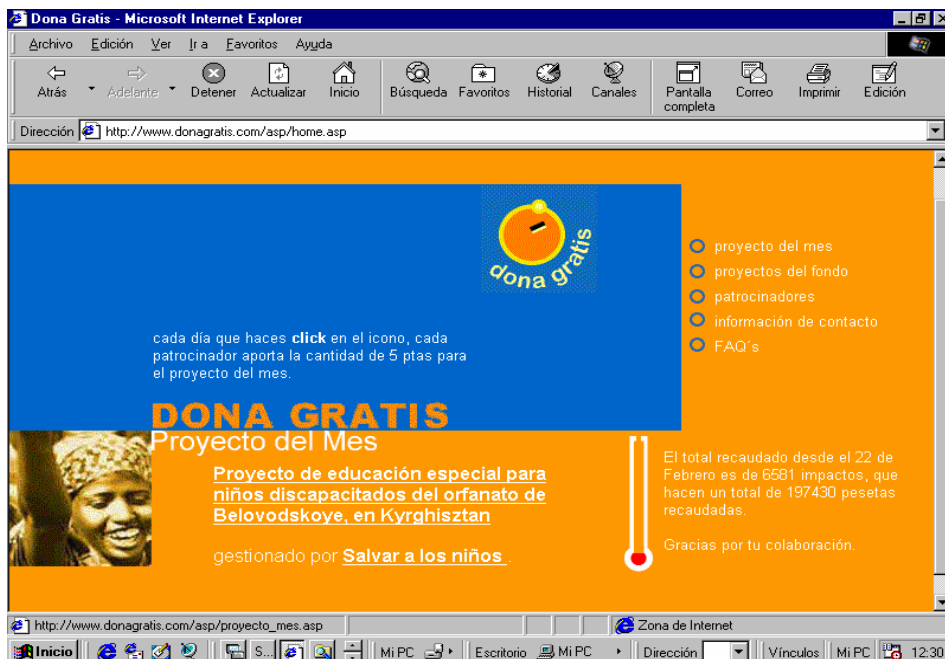 Dona Gratis - Microsoft Internet Explorer
Archivo Edición Ver Ir a Favoritos Ayuda
Atrás Adelante Detener Actualizar Inicio Búsqueda Favoritos Historial Canales Pantalla completa Correo Imprimir Edición
Dirección http://www.donagratis.com/asp/home.asp
dona gratis
proyecto del mes
proyectos del fondo
patrocinadores
información de contacto
FAQ´s
cada día que haces click en el icono, cada
patrocinador aporta la cantidad de 5 ptas para
el proyecto del mes.
DONA GRATIS
Proyecto del Mes
Proyecto de educación especial para
niños discapacitados del orfanato de
Belovodskoye, en Kyrghisztan
gestionado por Salvar a los niños .
El total recaudado desde el 22 de
Febrero es de 6581 impactos, que
hacen un total de 197430 pesetas
recaudadas.
Gracias por tu colaboración.
http://www.donagratis.com/asp/proyecto_mes.asp Zona de Internet
Inicio S... Mi PC Escritorio Mi PC Dirección Vínculos Mi PC 12:30